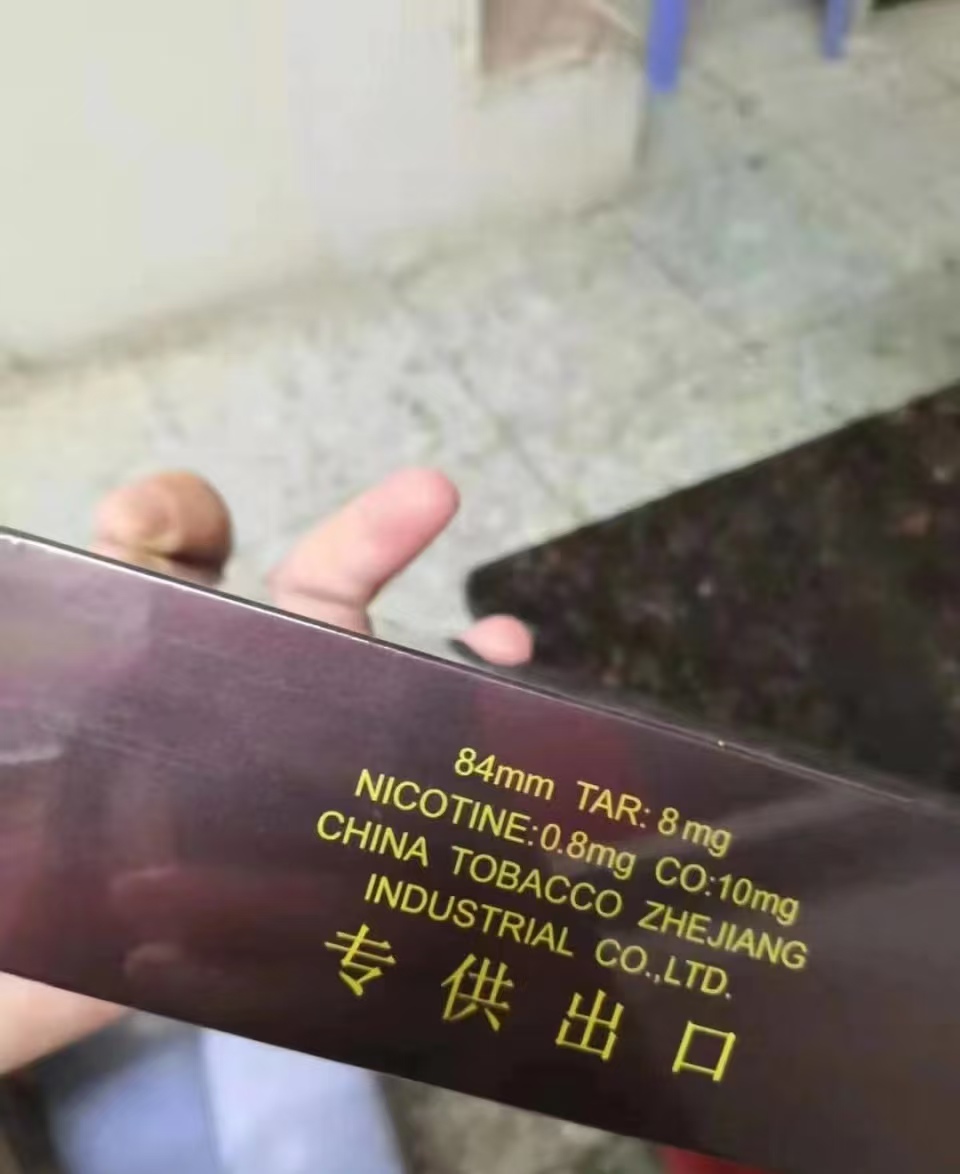 84mm TAR: 8mg
NICOTINE:0.8mg CO:10mg
CHINA TOBACCO ZHEJIANG
INDUSTRIAL CO.,LTD.
专供出口